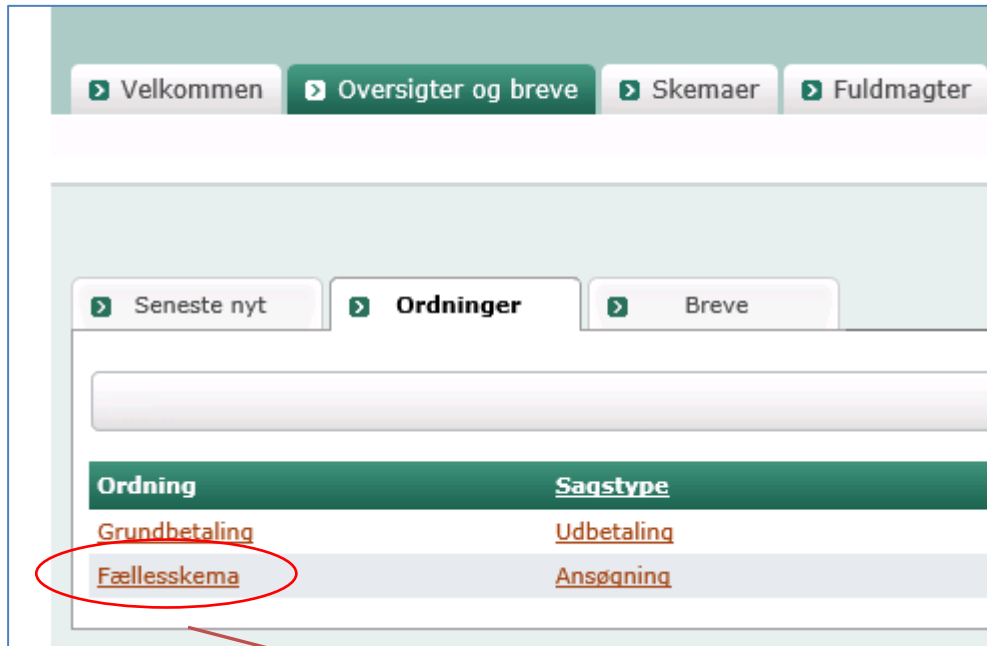 Velkommen Oversigter og breve Skemaer Fuldmagter
Seneste nyt Ordninger Breve
Ordning Sagstype
Grundbetaling Udbetaling
Fællesskema Ansøgning